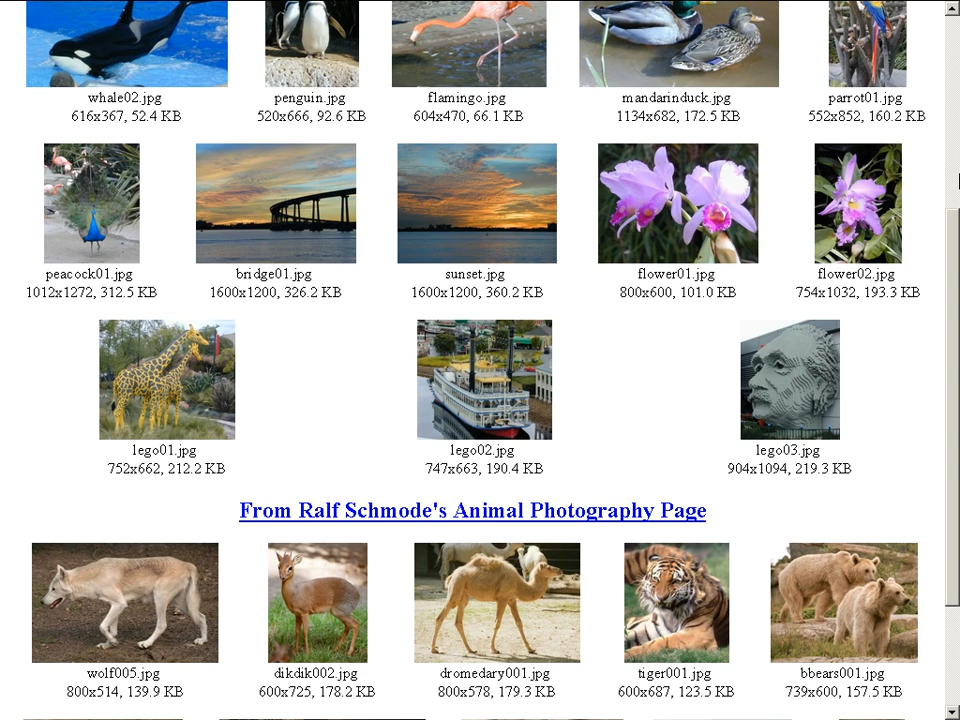 whale02.jpg penguin.jpg flamingo.jpg mandarinduck.jpg parrot01.jpg
616x367, 52.4 KB 520x666, 92.6 KB 604x470, 66.1 KB 1134x682, 172.5 KB 552x852, 160.2 KB
peacock01.jpg bridge01.jpg sunset.jpg flower01.jpg flower02.jpg
1012x1272, 312.5 KB 1600x1200, 326.2 KB 1600x1200, 360.2 KB 800x600, 101.0 KB 754x1032, 193.3 KB
lego01.jpg lego02.jpg lego03.jpg
752x662, 212.2 KB 747x663, 190.4 KB 904x1094, 219.3 KB
From Ralf Schmode's Animal Photography Page
wolf005.jpg dikdik002.jpg dromedary001.jpg tiger001.jpg bbears001.jpg
800x514, 139.9 KB 600x725, 178.2 KB 800x578, 179.3 KB 600x687, 123.5 KB 739x600, 157.5 KB